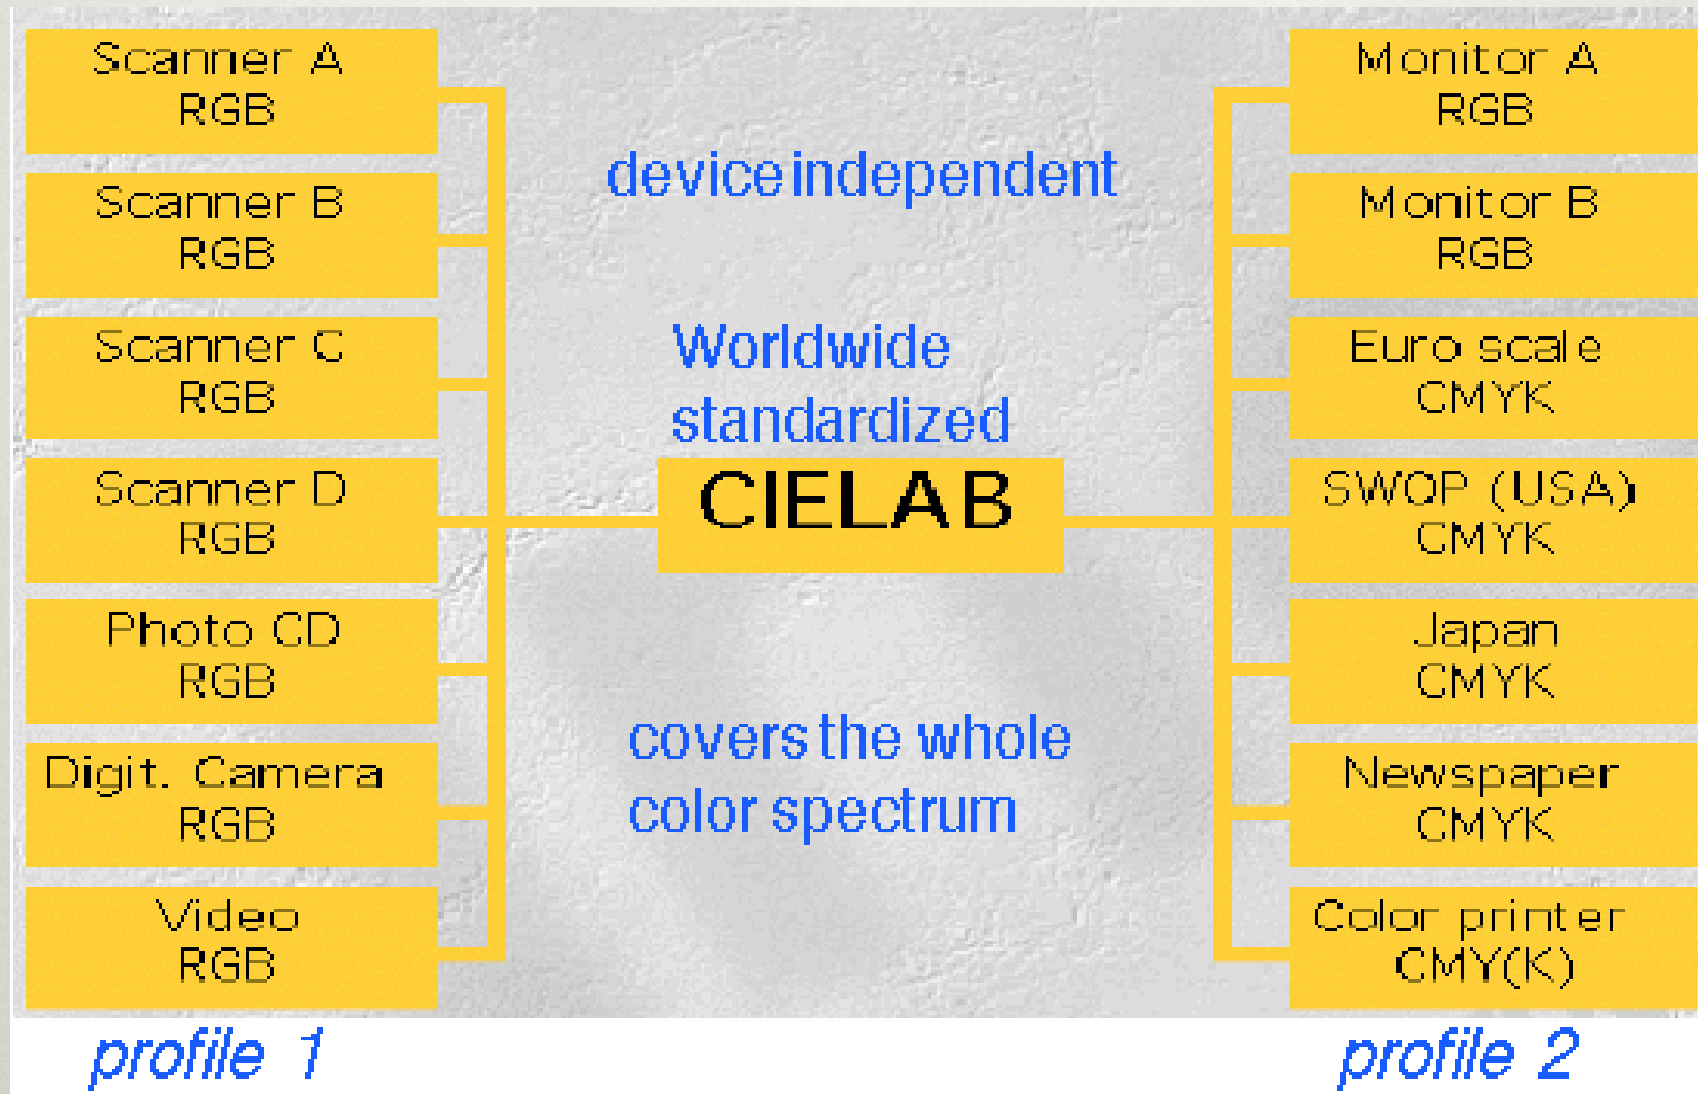 Scanner A
RGB
Scanner B
RGB
Scanner C
RGB
Scanner D
RGB
Photo CD
RGB
Digit. Camera
RGB
Video
RGB
profile 1
device independent
Worldwide
standardized
CIELAB
covers the whole
color spectrum
Monitor A
RGB
Monitor B
RGB
Euro scale
CMYK
SWOP (USA)
CMYK
Japan
CMYK
Newspaper
CMYK
Color printer
CMY(K)
profile 2